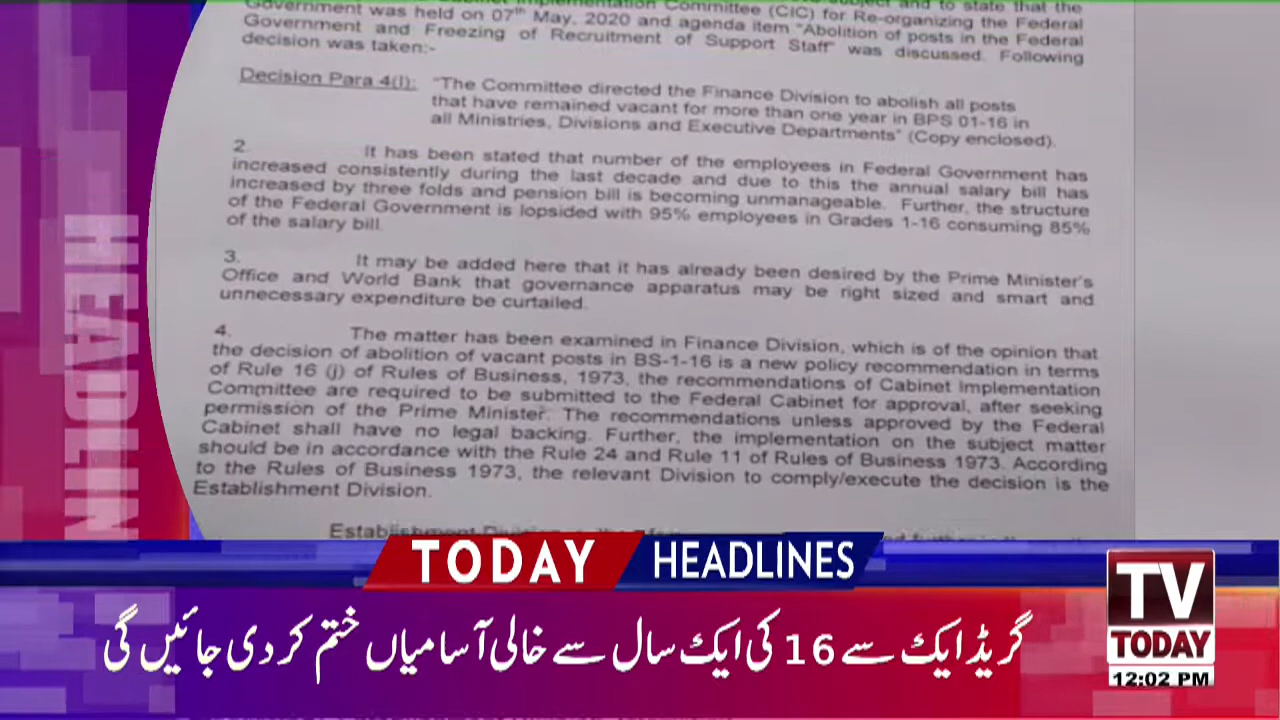 Cabinet Implementation Committee (CIC) for Re-organizing the Federal
Government was held on 07th May, 2020 and agenda item "Abolition of posts in the Federal
Government and Freezing of Recruitment of Support Staff" was discussed. Following
decision was taken:-
Decision Para 4(I): "The Committee directed the Finance Division to abolish all posts
that have remained vacant for more than one year in BPS 01-16 in
all Ministries, Divisions and Executive Departments" (Copy enclosed).
2. It has been stated that number of the employees in Federal Government has
increased consistently during the last decade and due to this the annual salary bill has
increased by three folds and pension bill is becoming unmanageable. Further, the structure
of the Federal Government is lopsided with 95% employees in Grades 1-16 consuming 85%
of the salary bill.
3. It may be added here that it has already been desired by the Prime Minister's
Office and World Bank that governance apparatus may be right sized and smart and
unnecessary expenditure be curtailed.
4. The matter has been examined in Finance Division, which is of the opinion that
the decision of abolition of vacant posts in BS-1-16 is a new policy recommendation in terms
of Rule 16 (j) of Rules of Business, 1973, the recommendations of Cabinet Implementation
Committee are required to be submitted to the Federal Cabinet for approval, after seeking
permission of the Prime Minister. The recommendations unless approved by the Federal
Cabinet shall have no legal backing. Further, the implementation on the subject matter
should be in accordance with the Rule 24 and Rule 11 of Rules of Business 1973. According
to the Rules of Business 1973, the relevant Division to comply/execute the decision is the
Establishment Division.
HEADLIN
TODAY HEADLINES
گریڈ ایک سے 16 کی ایک سال سے خالی آسامیاں ختم کر دی جائیں گی
TV
TODAY
12:02 PM